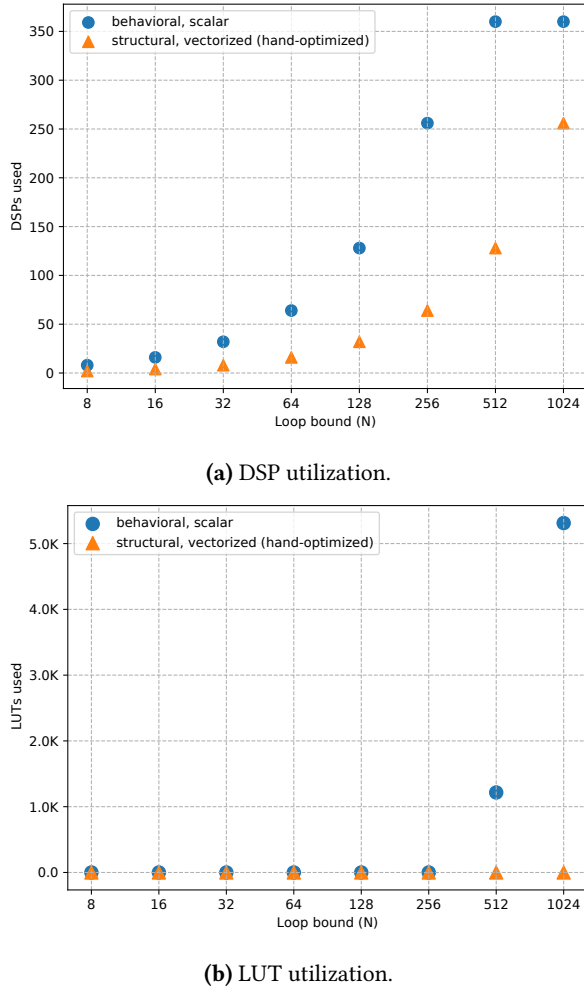 behavioral, scalar
structural, vectorized (hand-optimized)
350
300
250
200
150
100
50
0
DSPs used
8 16 32 64 128 256 512 1024
Loop bound (N)
(a) DSP utilization.
behavioral, scalar
structural, vectorized (hand-optimized)
5.0K
4.0K
3.0K
2.0K
1.0K
0.0
LUTs used
8 16 32 64 128 256 512 1024
Loop bound (N)
(b) LUT utilization.